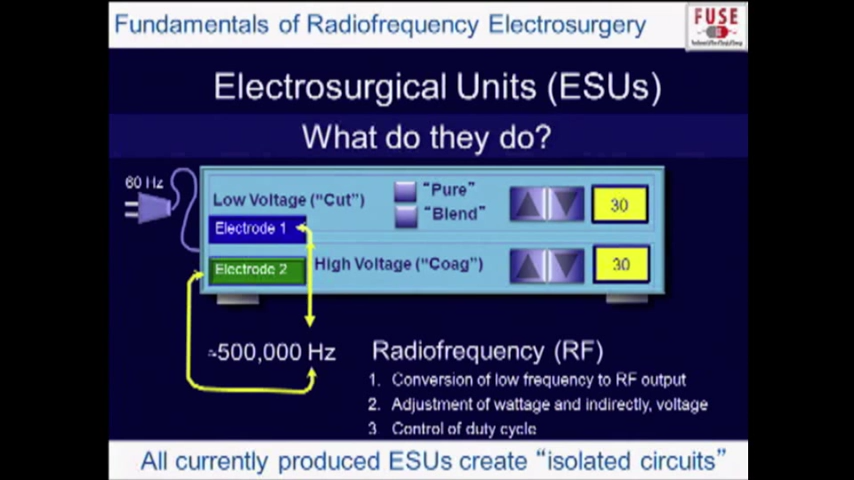 Fundamentals of Radiofrequency Electrosurgery
FUSE
Electrosurgical Units (ESUs)
What do they do?
60 Hz
Low Voltage (“Cut”)
“Pure”
“Blend”
30
Electrode 1
Electrode 2
High Voltage (“Coag”)
30
~500,000 Hz
Radiofrequency (RF)
1. Conversion of low frequency to RF output
2. Adjustment of wattage and indirectly, voltage
3 Control of duty cycle
All currently produced ESUs create “isolated circuits”